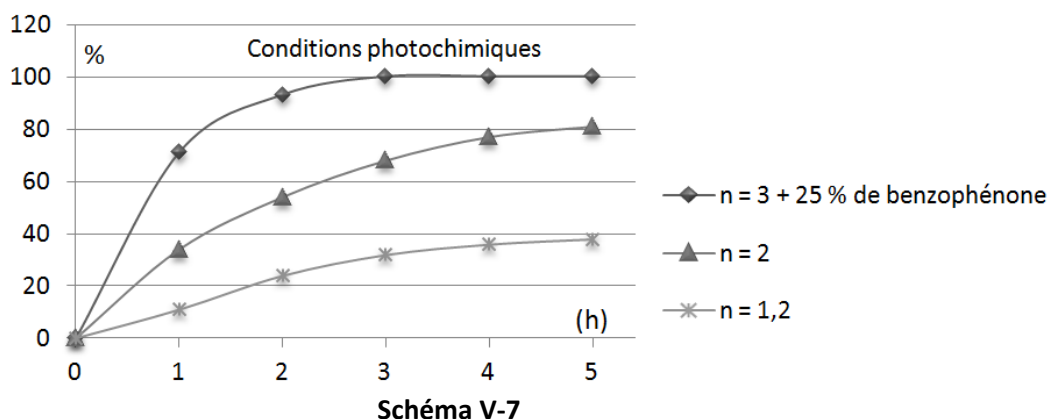 120
%
Conditions photochimiques
100
80
60
40
20
0
(h)
0 1 2 3 4 5
n = 3 + 25 % de benzophénone
n = 2
n = 1,2
Schéma V-7